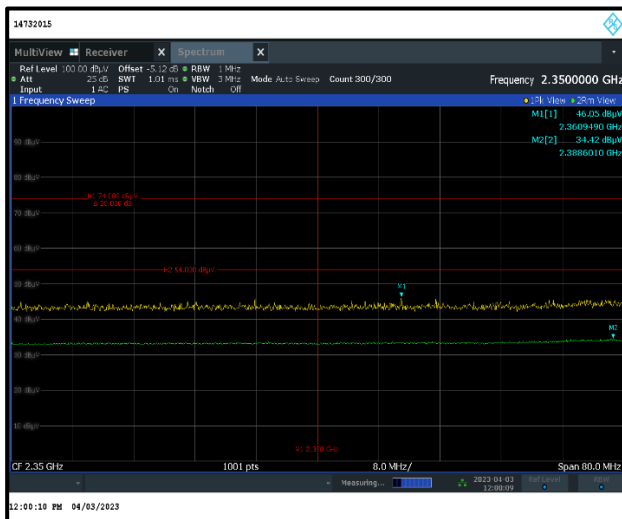 14732015
MultiView Receiver X Spectrum X
Ref Level 100.00 dBµV Offset -5.12 dB RBW 1 MHz
Att 25 dB SWT 1.01 ms VBW 3 MHz Mode Auto Sweep Count 300/300 Frequency 2.3500000 GHz
Input 1 AC PS On Notch Off
1 Frequency Sweep 1Pk View 2Rm View
M1[1] 46.05 dBµV
2.3609490 GHz
M2[2] 34.42 dBµV
2.3886010 GHz
90 dBµV
80 dBµV
H1 74.000 dBµV
Δ 20.000 dB
70 dBµV
60 dBµV
H2 54.000 dBµV
50 dBµV
M1
40 dBµV
M2
30 dBµV
20 dBµV
10 dBµV
CF 2.35 GHz 1001 pts 8.0 MHz/ Span 80.0 MHz
Measuring... 2023-04-03 Ref Level RBW
12:00:09
12:00:10 PM 04/03/2023